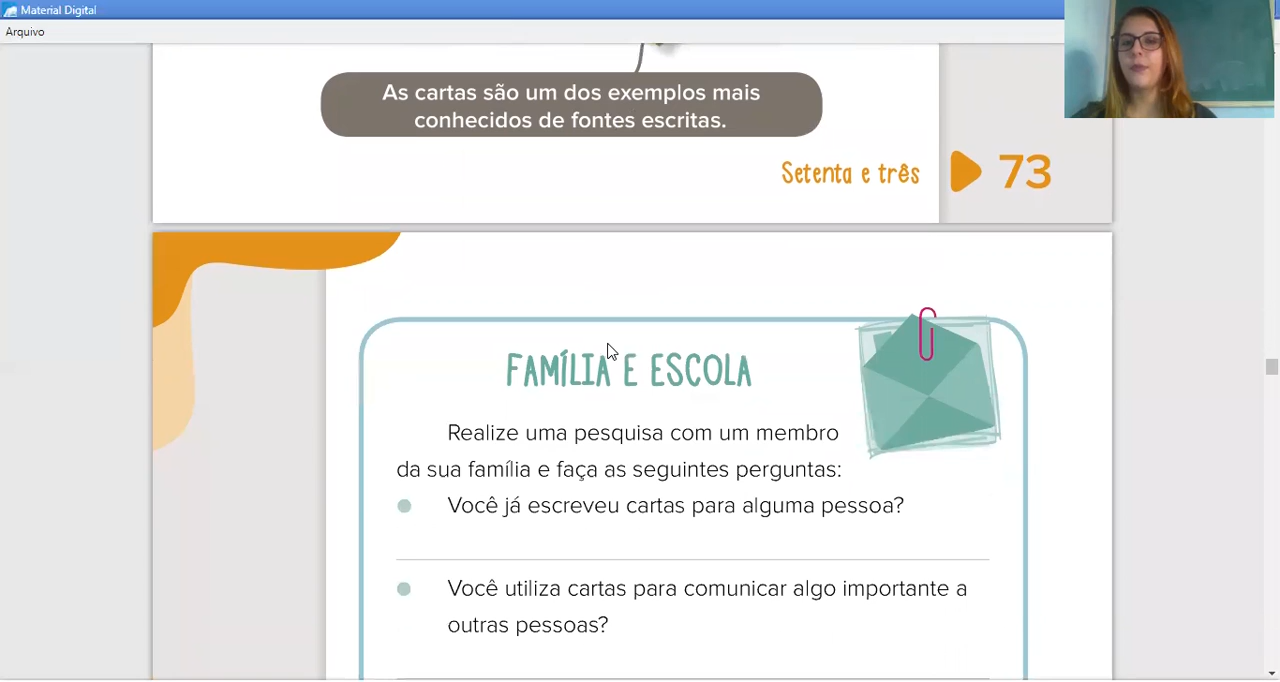 Material Digital
Arquivo
As cartas são um dos exemplos mais
conhecidos de fontes escritas.
Setenta e três
73
FAMÍLIA E ESCOLA
Realize uma pesquisa com um membro
da sua família e faça as seguintes perguntas:
Você já escreveu cartas para alguma pessoa?
Você utiliza cartas para comunicar algo importante a
outras pessoas?